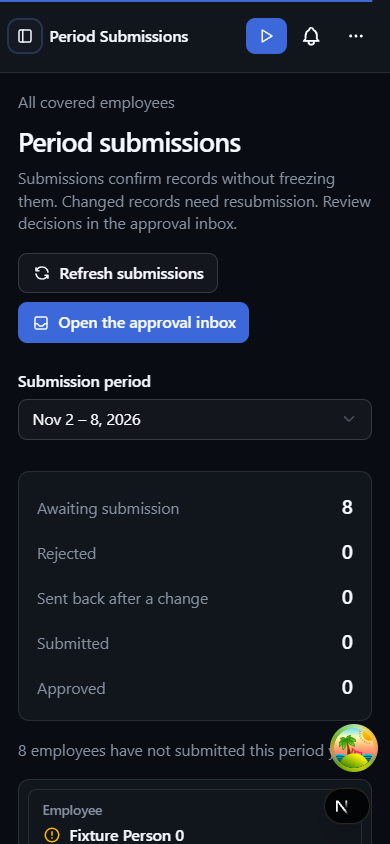 Period Submissions
All covered employees
Period submissions
Submissions confirm records without freezing
them. Changed records need resubmission. Review
decisions in the approval inbox.
Refresh submissions
Open the approval inbox
Submission period
Nov 2 – 8, 2026
Awaiting submission 8
Rejected 0
Sent back after a change 0
Submitted 0
Approved 0
8 employees have not submitted this period
Employee
Fixture Person 0
N